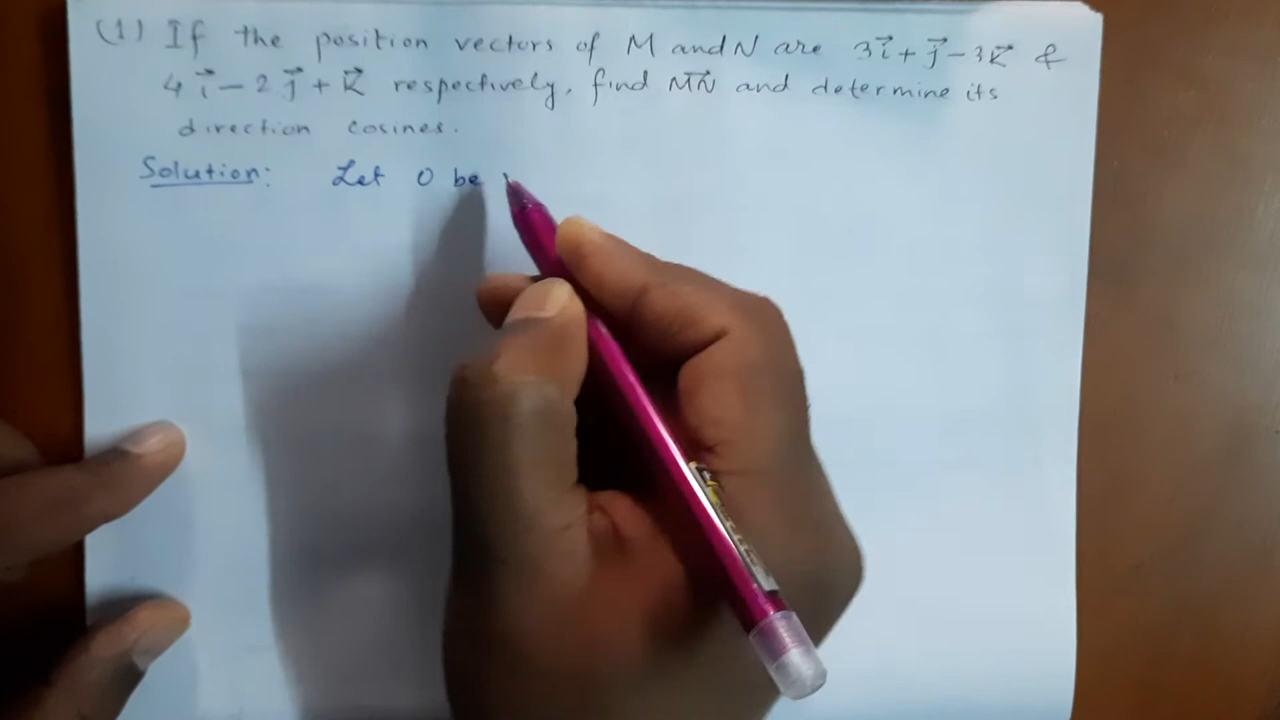 (1) If the position vectors of M and N are 3i⃗ + j⃗ - 3k⃗ &
4i⃗ - 2j⃗ + k⃗ respectively, find MN⃗ and determine its
direction cosines.
Solution: Let O be